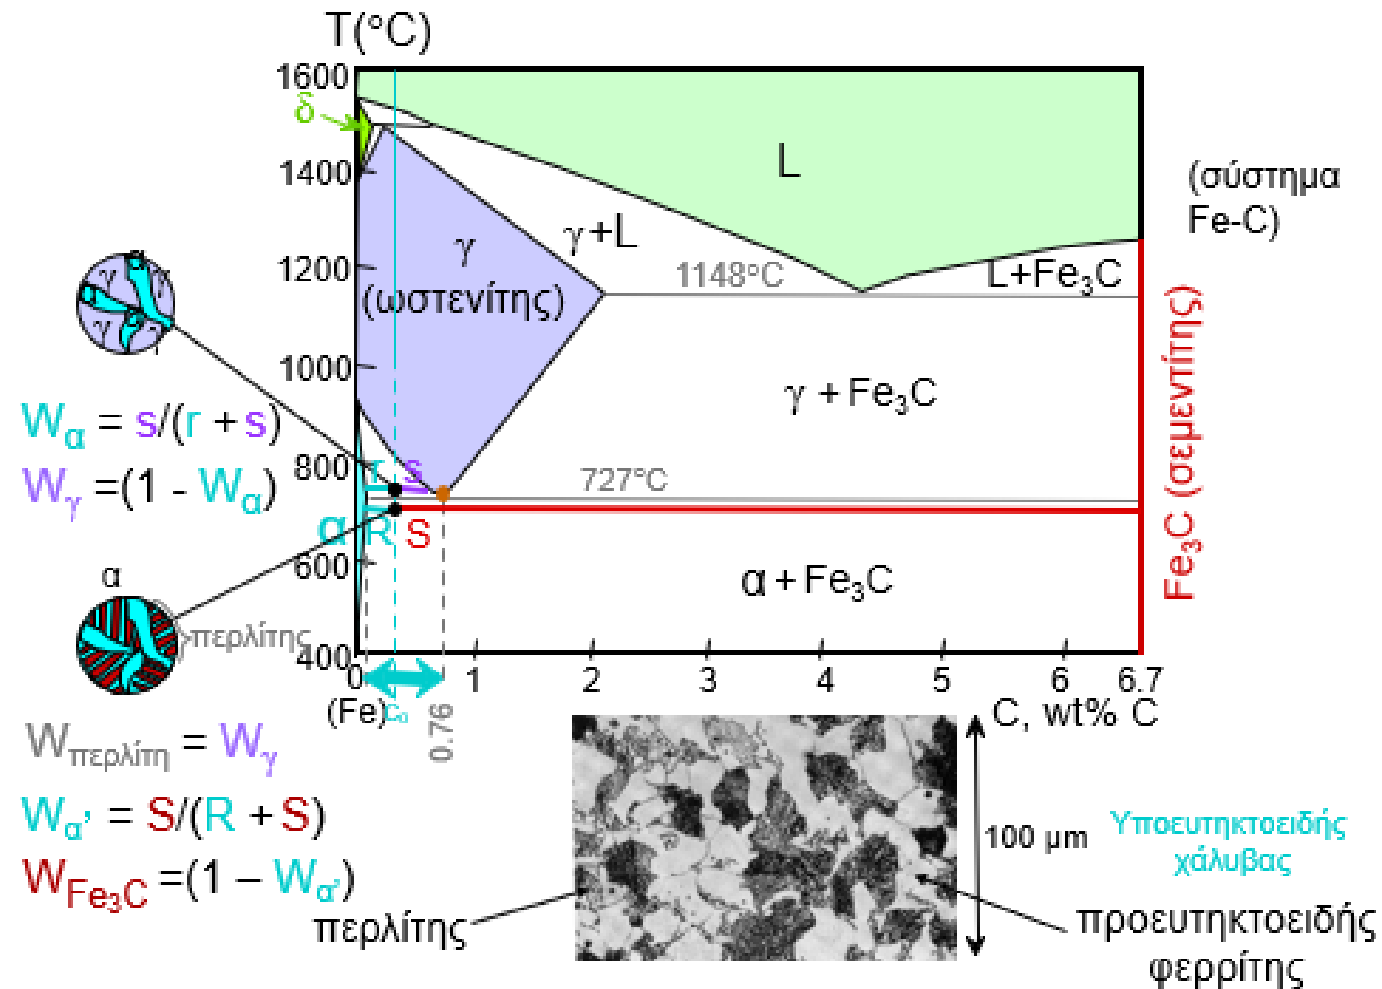 T(°C)
1600
δ
1400
L
(σύστημα
Fe-C)
γ+L
γ
1200
1148°C
L+Fe₃C
(ωστενίτης)
α
γ
γ
γ
γ
1000
γ + Fe₃C
Fe₃C (σεμεντίτης)
Wα = s/(r + s)
Wγ =(1 - Wα)
800
r s
727°C
α R S
600
α
α + Fe₃C
περλίτης
400
0 1 2 3 4 5 6 6.7
(Fe)
c₀
0.76
C, wt% C
Wπερλίτη = Wγ
Wα' = S/(R + S)
WFe₃C =(1 – Wα')
100 μm
Υποευτηκτοειδής
χάλυβας
περλίτης
προευτηκτοειδής
φερρίτης